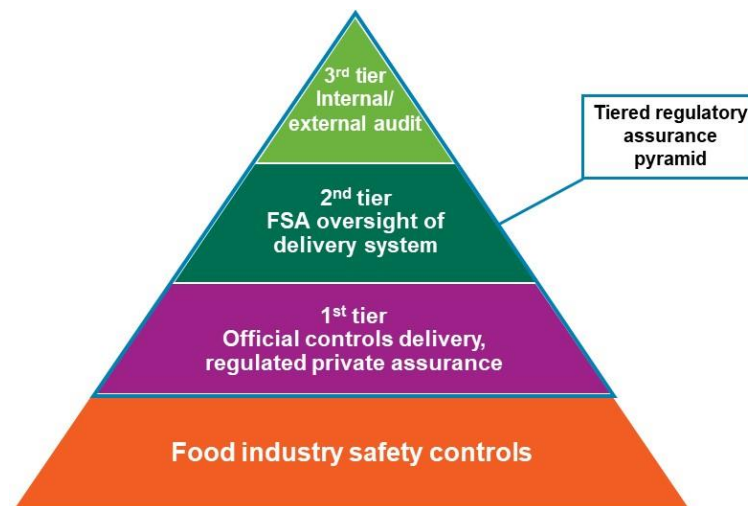 3rd tier
Internal/
external audit
Tiered regulatory
assurance
pyramid
2nd tier
FSA oversight of
delivery system
1st tier
Official controls delivery,
regulated private assurance
Food industry safety controls